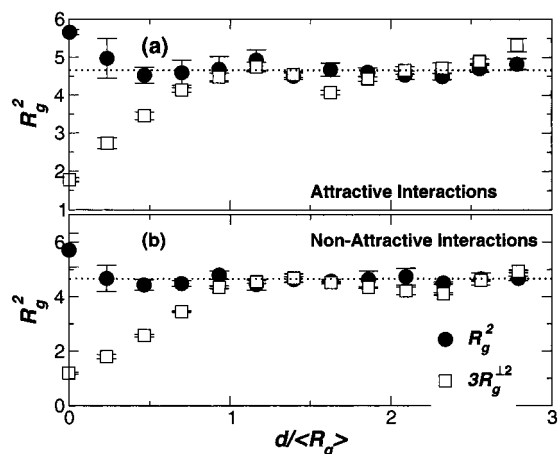 (a)
6
5
4
3
2
1
R_g^2
Attractive Interactions
(b)
Non-Attractive Interactions
6
4
2
0
R_g^2
R_g^2
3R_g^{⊥2}
0 1 2 3
d/<R_g>